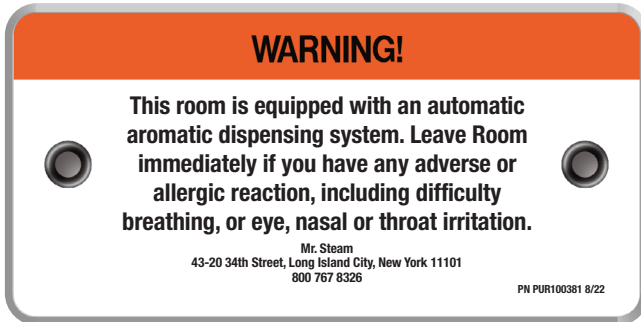 WARNING!
This room is equipped with an automatic
aromatic dispensing system. Leave Room
immediately if you have any adverse or
allergic reaction, including difficulty
breathing, or eye, nasal or throat irritation.
Mr. Steam
43-20 34th Street, Long Island City, New York 11101
800 767 8326
PN PUR100381 8/22